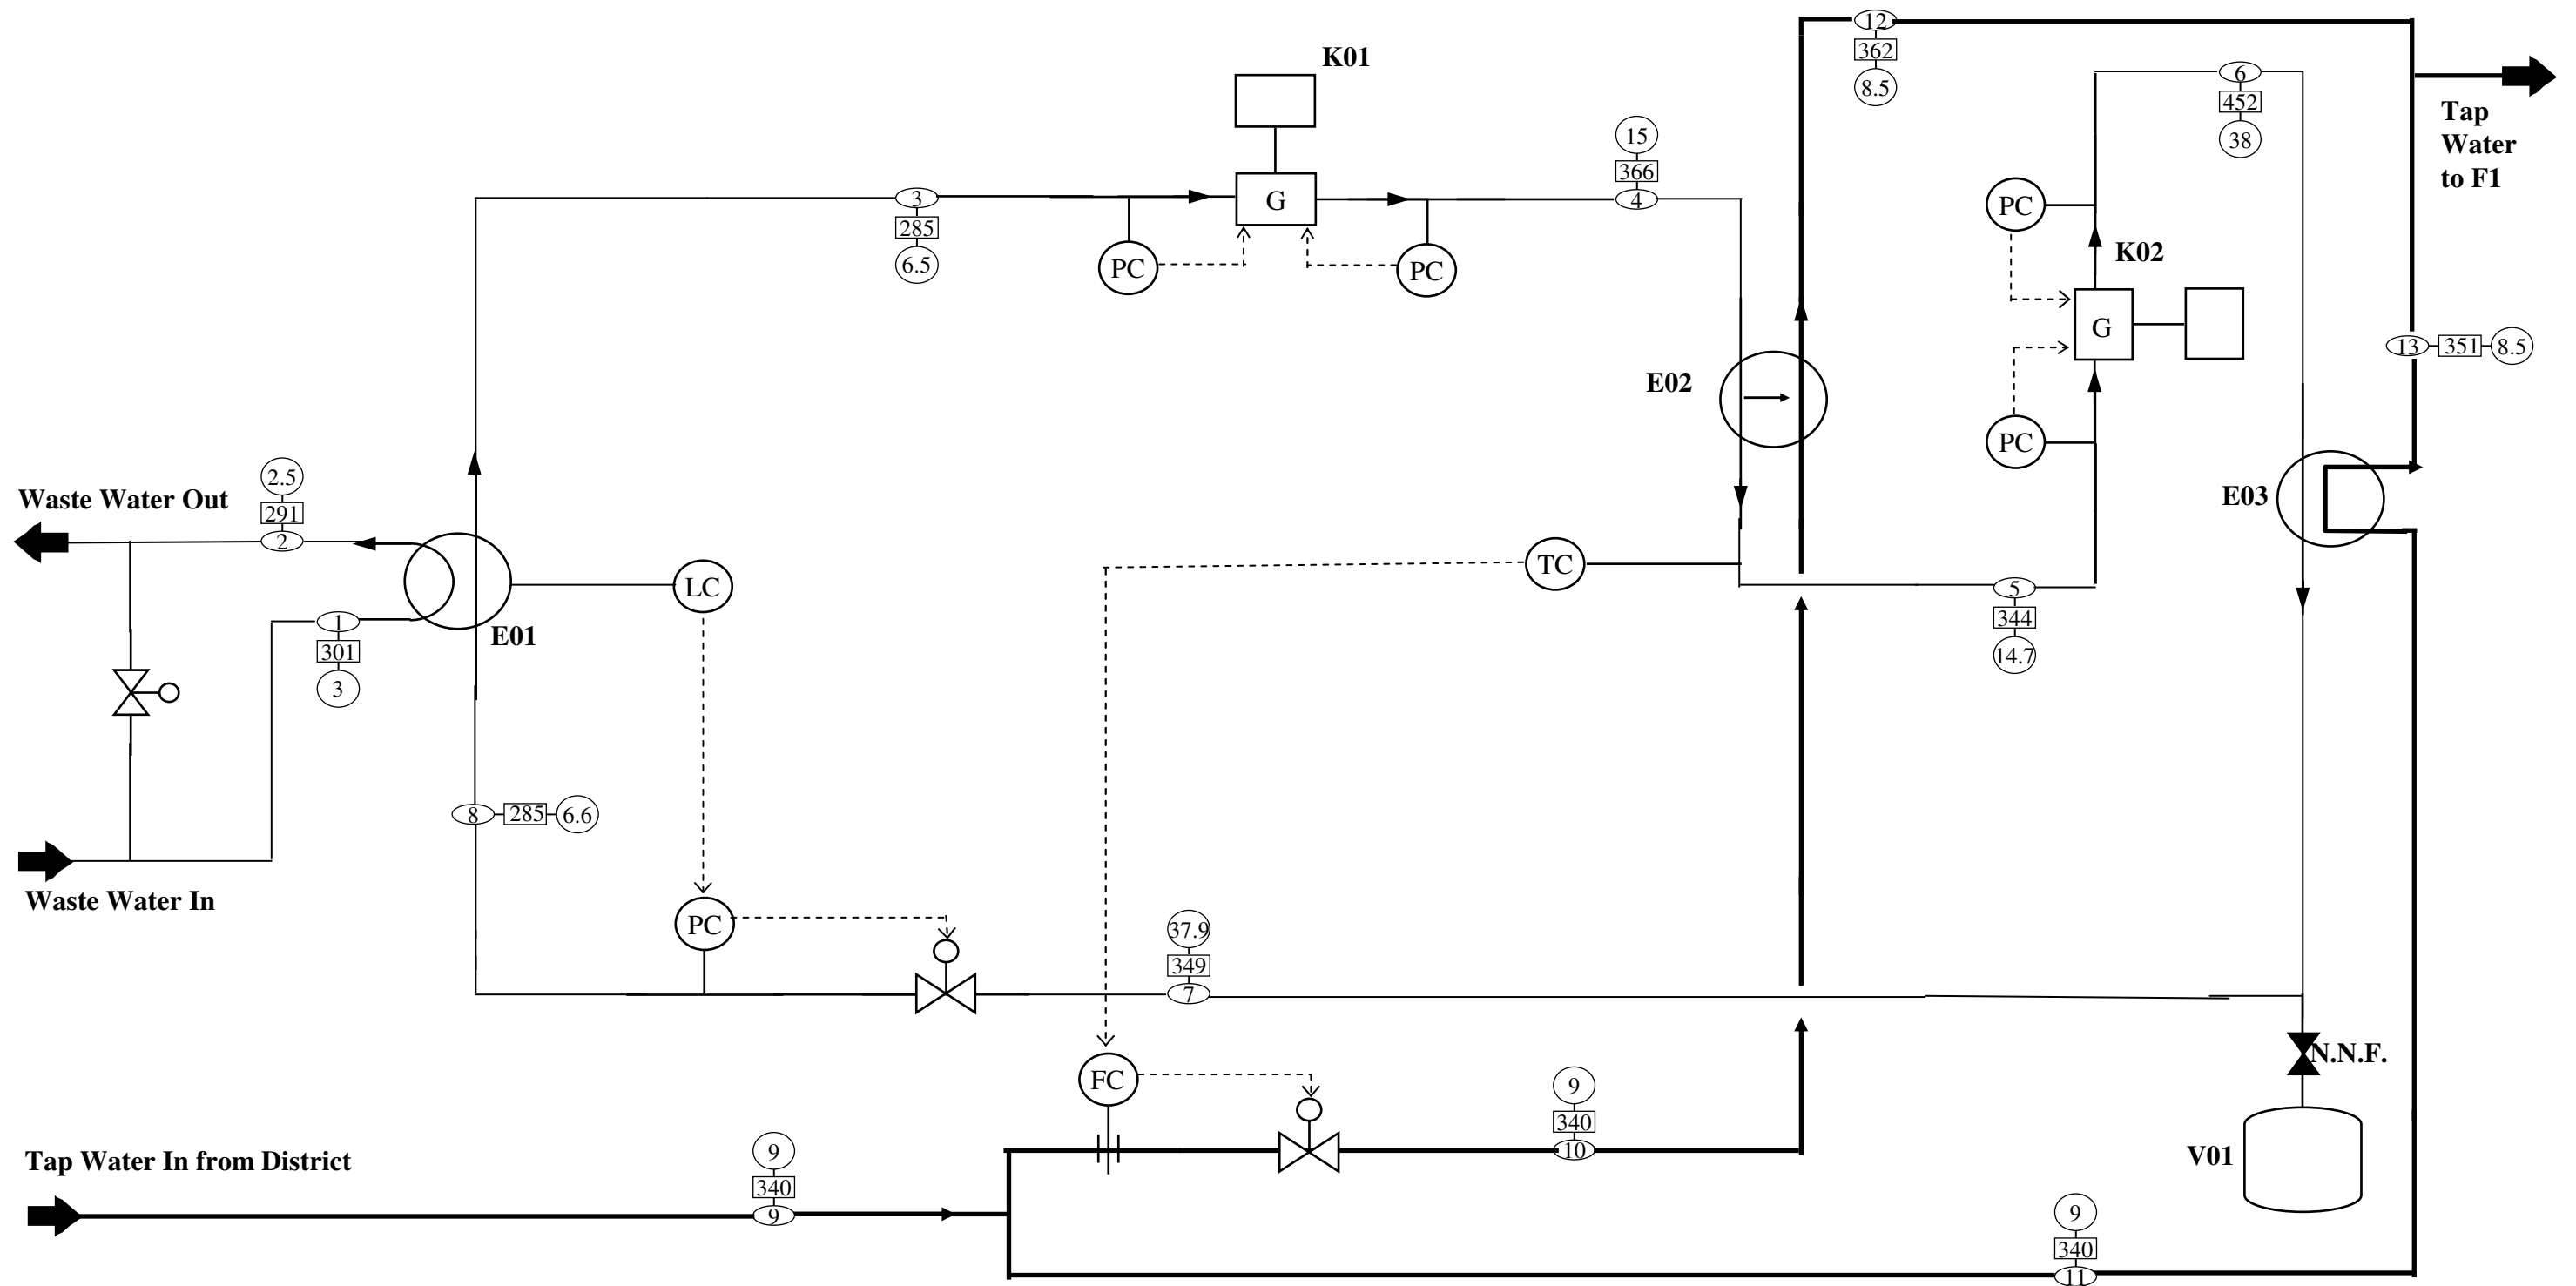 12
362
8.5
K01
6
452
38
Tap
Water
to F1
15
366
4
3
285
6.5
G
PC
PC
PC
K02
G
13
351
8.5
E02
PC
2.5
291
2
Waste Water Out
E03
LC
TC
1
301
3
E01
5
344
14.7
8
285
6.6
Waste Water In
PC
37.9
349
7
N.N.F.
FC
9
340
10
Tap Water In from District
9
340
9
V01
9
340
11